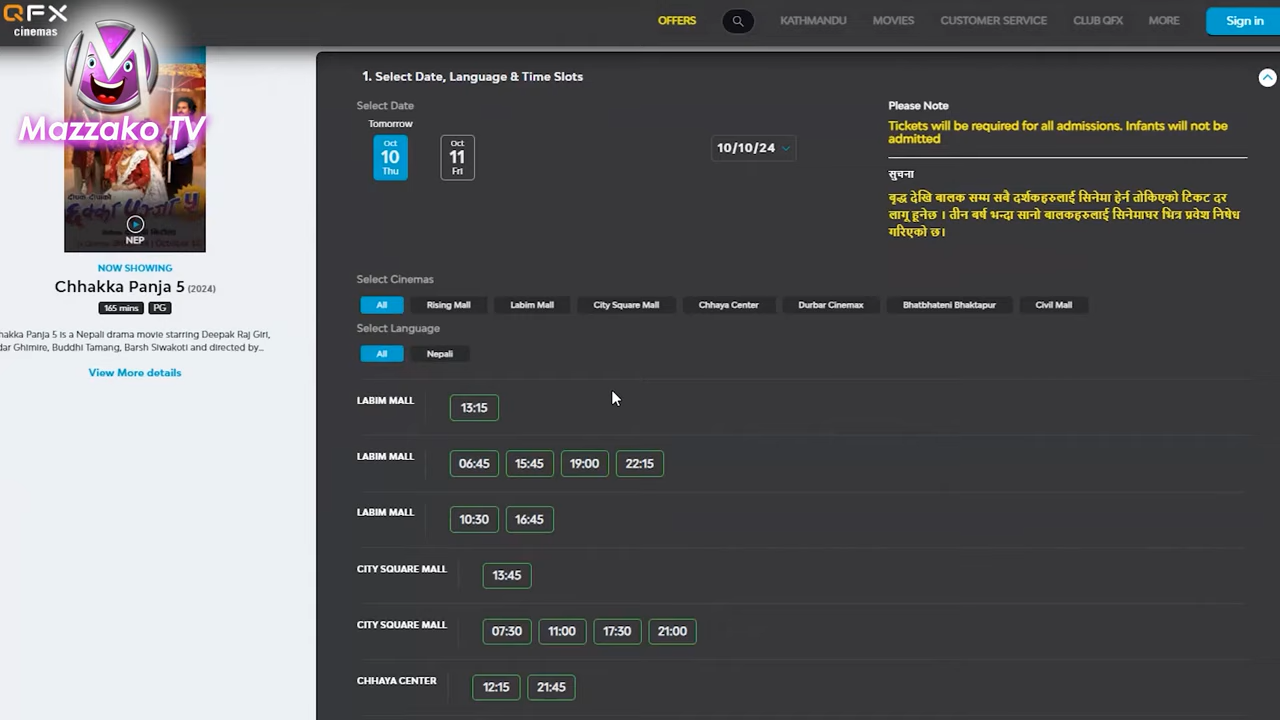 QFX
cinemas
OFFERS
KATHMANDU
MOVIES
CUSTOMER SERVICE
CLUB QFX
MORE
Sign in
Mazzako TV
छक्का पञ्जा ५
NEP
NOW SHOWING
Chhakka Panja 5 (2024)
165 mins
PG
hakka Panja 5 is a Nepali drama movie starring Deepak Raj Giri,
dar Ghimire, Buddhi Tamang, Barsh Siwakoti and directed by...
View More details
1. Select Date, Language & Time Slots
Select Date
Tomorrow
Oct
10
Thu
Oct
11
Fri
10/10/24
Please Note
Tickets will be required for all admissions. Infants will not be
admitted
सुचना
बृद्ध देखि बालक सम्म सबै दर्शकहरुलाई सिनेमा हेर्न तोकिएको टिकट दर
लागू हूनेछ । तीन बर्ष भन्दा सानो बालकहरुलाई सिनेमाघर भित्र प्रवेश निषेध
गरिएको छ।
Select Cinemas
All
Rising Mall
Labim Mall
City Square Mall
Chhaya Center
Durbar Cinemax
Bhatbhateni Bhaktapur
Civil Mall
Select Language
All
Nepali
LABIM MALL 13:15
LABIM MALL 06:45 15:45 19:00 22:15
LABIM MALL 10:30 16:45
CITY SQUARE MALL 13:45
CITY SQUARE MALL 07:30 11:00 17:30 21:00
CHHAYA CENTER 12:15 21:45